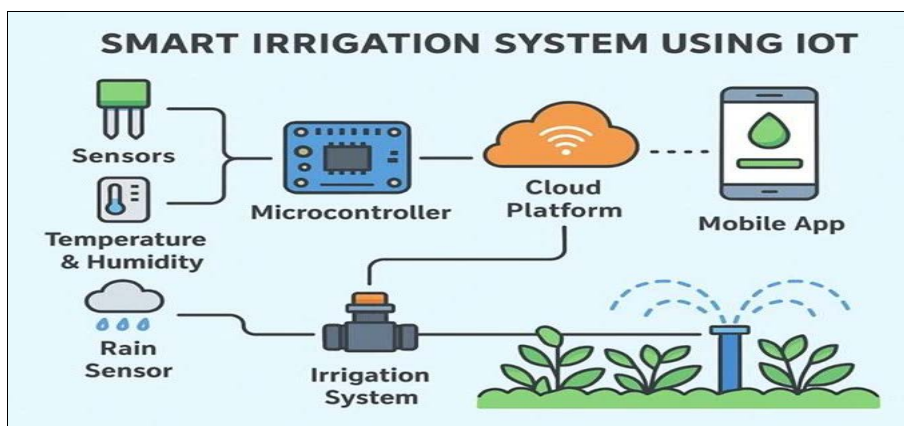 SMART IRRIGATION SYSTEM USING IOT
Sensors
Temperature
& Humidity
Microcontroller
Cloud
Platform
Mobile App
Rain
Sensor
Irrigation
System